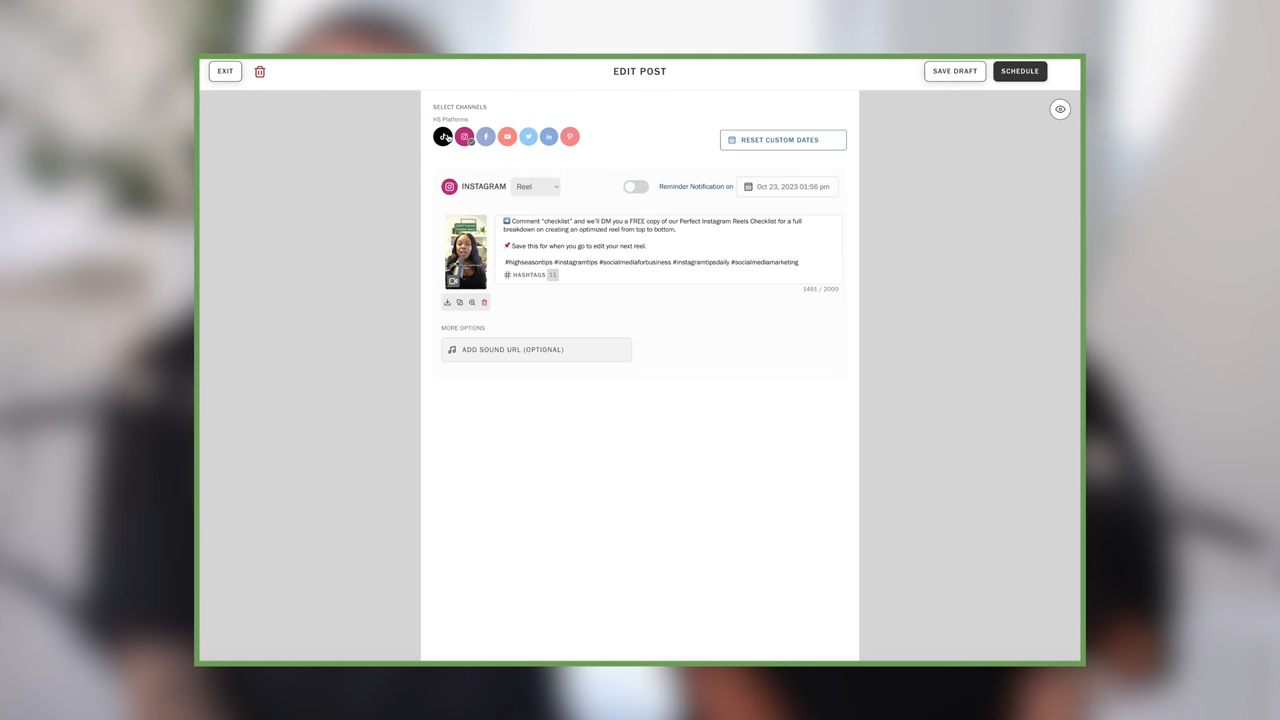 EXIT
EDIT POST
SAVE DRAFT
SCHEDULE
SELECT CHANNELS
HS Platforms
RESET CUSTOM DATES
INSTAGRAM
Reel
Reminder Notification on
Oct 23, 2023 01:56 pm
➡️ Comment "checklist" and we'll DM you a FREE copy of our Perfect Instagram Reels Checklist for a full
breakdown on creating an optimized reel from top to bottom.
📌 Save this for when you go to edit your next reel.
#highseasontips #instagramtips #socialmediaforbusiness #instagramtipsdaily #socialmediamarketing
# HASHTAGS 11
1491 / 2000
MORE OPTIONS
ADD SOUND URL (OPTIONAL)